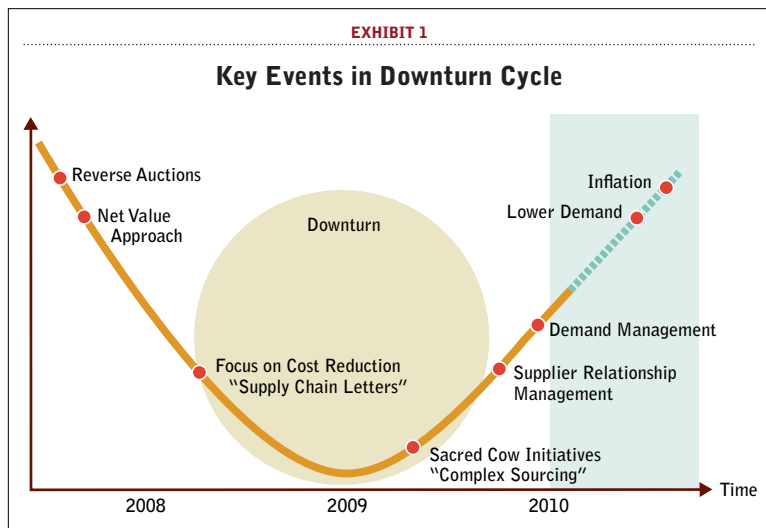 EXHIBIT 1
Key Events in Downturn Cycle
Reverse Auctions
Net Value
Approach
Downturn
Inflation
Lower Demand
Focus on Cost Reduction
"Supply Chain Letters"
Demand Management
Supplier Relationship
Management
Sacred Cow Initiatives
"Complex Sourcing"
Time
2008
2009
2010